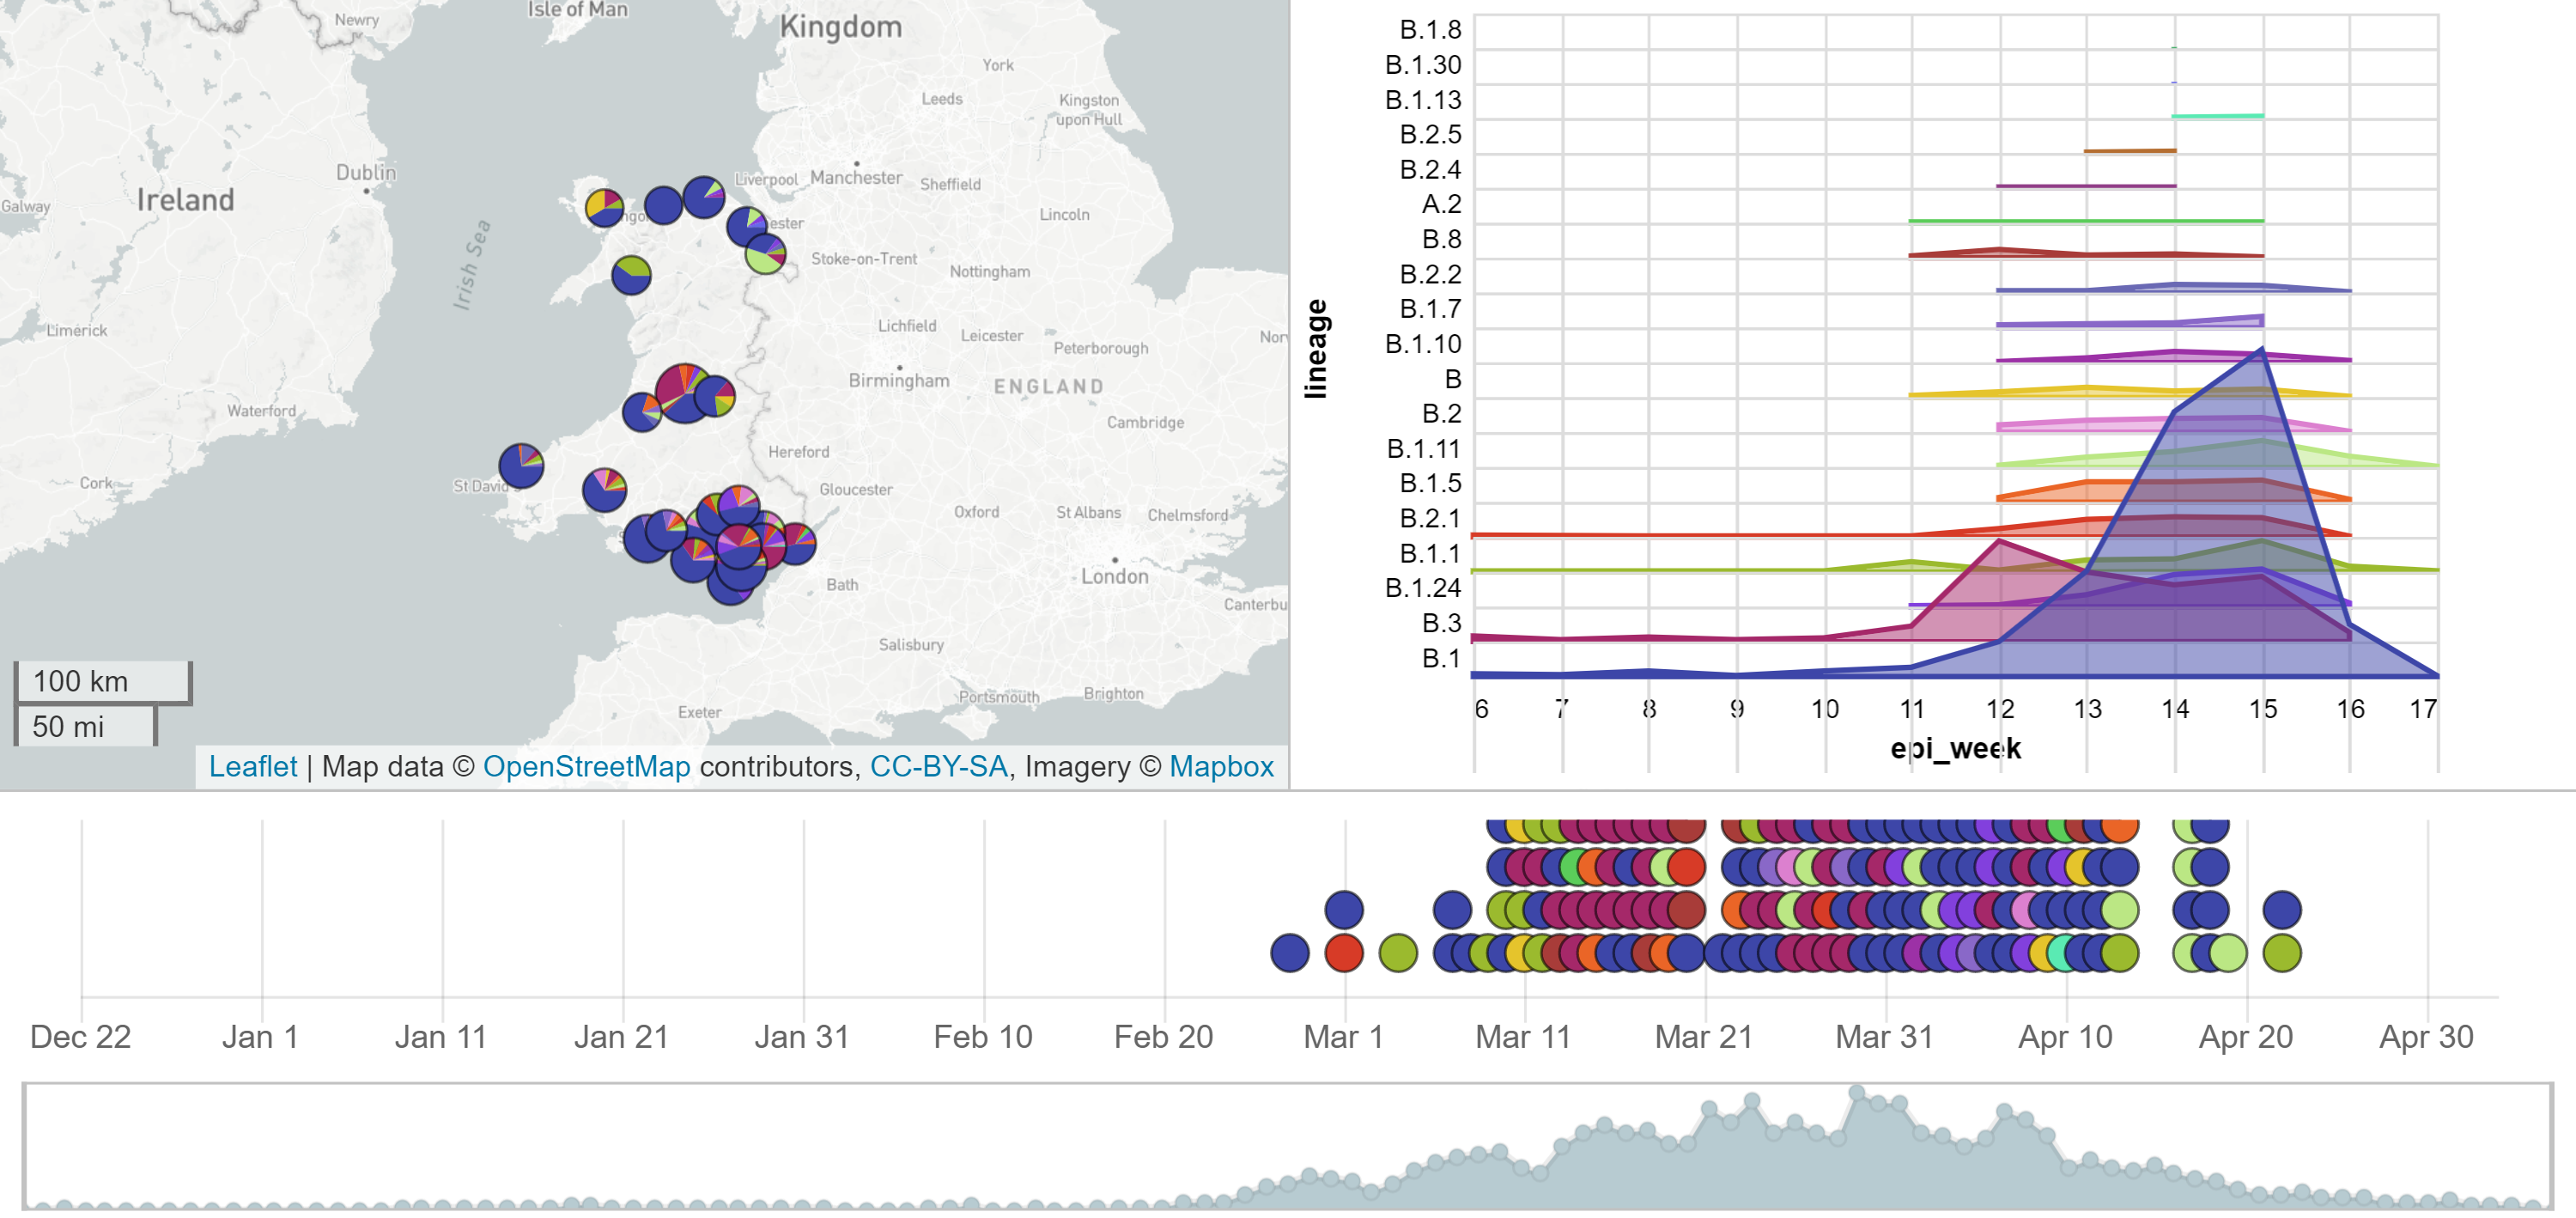 Isle of Man
Kingdom
Newry
York
Leeds
Kingston
upon Hull
Dublin
Liverpool
Manchester
Sheffield
Ireland
Galway
Lincoln
ester
Irish Sea
Stoke-on-Trent
Nottingham
Limerick
Lichfield
Leicester
Peterborough
Birmingham
ENGLAND
Waterford
Cambridge
Hereford
Cork
St David
Gloucester
Oxford
St Albans
Chelmsford
Bath
London
Canterbu
Salisbury
Portsmouth
Brighton
Exeter
100 km
50 mi
Leaflet | Map data © OpenStreetMap contributors, CC-BY-SA, Imagery © Mapbox
lineage
B.1.8
B.1.30
B.1.13
B.2.5
B.2.4
A.2
B.8
B.2.2
B.1.7
B.1.10
B
B.2
B.1.11
B.1.5
B.2.1
B.1.1
B.1.24
B.3
B.1
6 7 8 9 10 11 12 13 14 15 16 17
epi_week
Dec 22 Jan 1 Jan 11 Jan 21 Jan 31 Feb 10 Feb 20 Mar 1 Mar 11 Mar 21 Mar 31 Apr 10 Apr 20 Apr 30